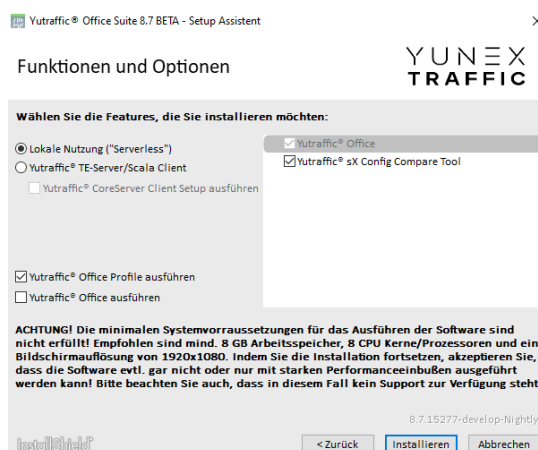 Yutraffic® Office Suite 8.7 BETA - Setup Assistent
Funktionen und Optionen
YUNEX
TRAFFIC
Wählen Sie die Features, die Sie installieren möchten:
Lokale Nutzung ("Serverless")
Yutraffic® TE-Server/Scala Client
Yutraffic® CoreServer Client Setup ausführen
Yutraffic® Office
Yutraffic® sX Config Compare Tool
Yutraffic® Office Profile ausführen
Yutraffic® Office ausführen
ACHTUNG! Die minimalen Systemvorraussetzungen für das Ausführen der Software sind
nicht erfüllt! Empfohlen sind mind. 8 GB Arbeitsspeicher, 8 CPU Kerne/Prozessoren und ein
Bildschirmauflösung von 1920x1080. Indem Sie die Installation fortsetzen, akzeptieren Sie,
dass die Software evtl. gar nicht oder nur mit starken Performanceeinbußen ausgeführt
werden kann! Bitte beachten Sie auch, dass in diesem Fall kein Support zur Verfügung steht
8.7.15277-develop-Nightly
InstallShield
< Zurück
Installieren
Abbrechen